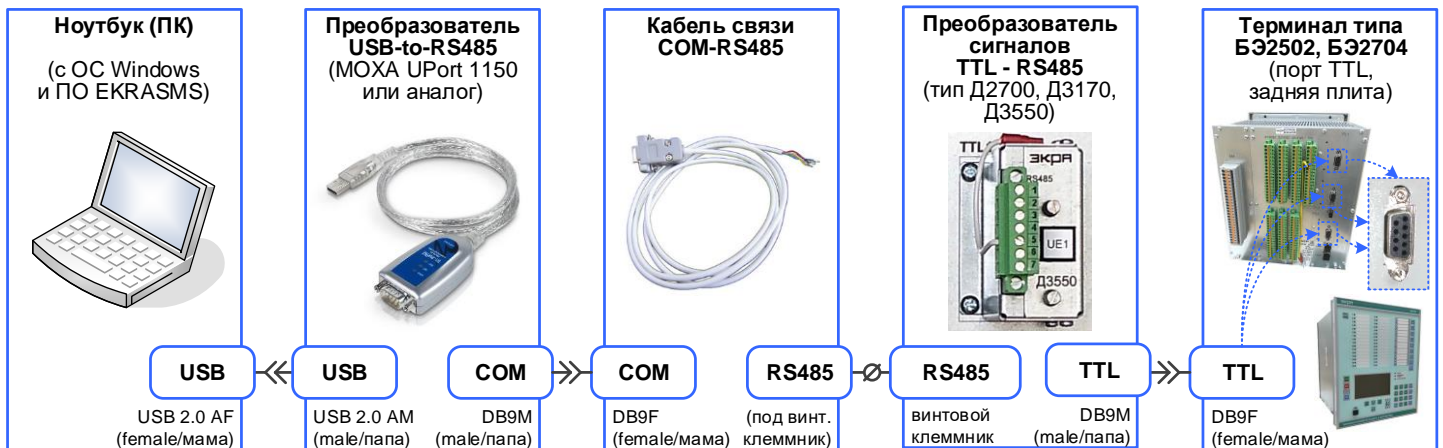 Ноутбук (ПК)
(с ОС Windows
и ПО EKRASMS)
USB
USB 2.0 AF
(female/мама)
Преобразователь
USB-to-RS485
(MOXA UPort 1150
или аналог)
USB
USB 2.0 AM
(male/папа)
COM
DB9M
(male/папа)
Кабель связи
COM-RS485
COM
DB9F
(female/мама)
RS485
(под винт.
клеммник)
Преобразователь
сигналов
TTL - RS485
(тип Д2700, Д3170,
Д3550)
TTL
ЭКРА
RS485
1
2
3
4
5
6
7
UE1
Д3550
RS485
винтовой
клеммник
TTL
DB9M
(male/папа)
Терминал типа
БЭ2502, БЭ2704
(порт TTL,
задняя плита)
TTL
DB9F
(female/мама)